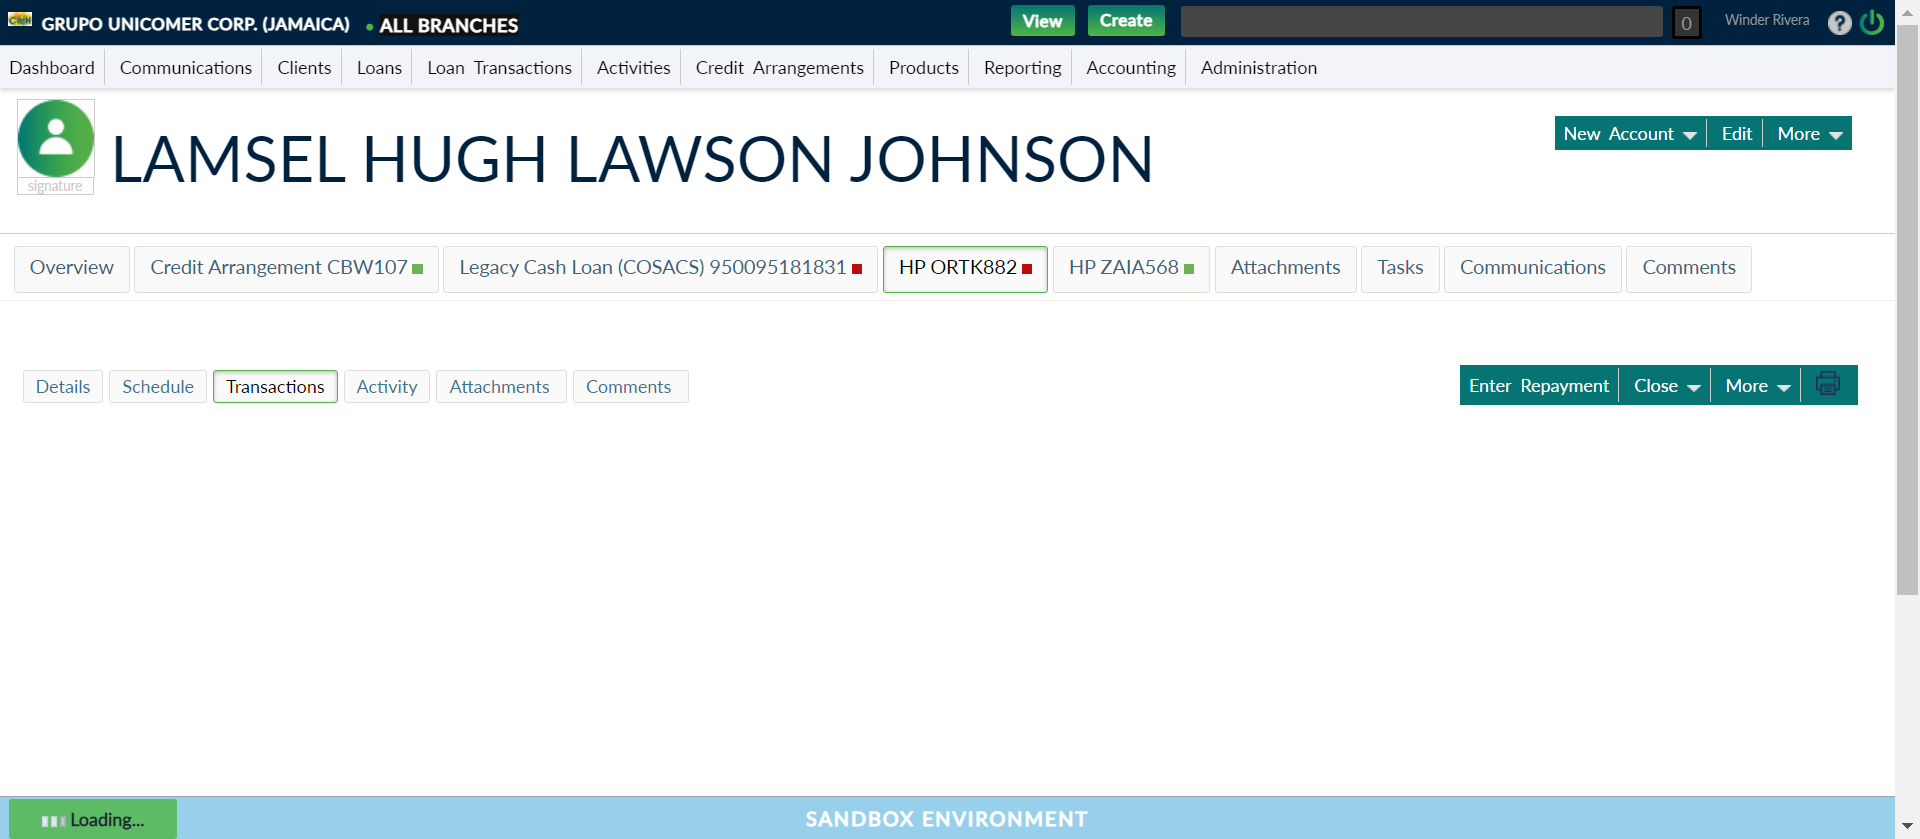 GRUPO UNICOMER CORP. (JAMAICA) • ALL BRANCHES View Create 0 Winder Rivera ?
Dashboard Communications Clients Loans Loan Transactions Activities Credit Arrangements Products Reporting Accounting Administration
LAMSEL HUGH LAWSON JOHNSON
New Account Edit More
signature
Overview Credit Arrangement CBW107 Legacy Cash Loan (COSACS) 950095181831 HP ORTK882 HP ZAIA568 Attachments Tasks Communications Comments
Details Schedule Transactions Activity Attachments Comments Enter Repayment Close More
Loading... SANDBOX ENVIRONMENT